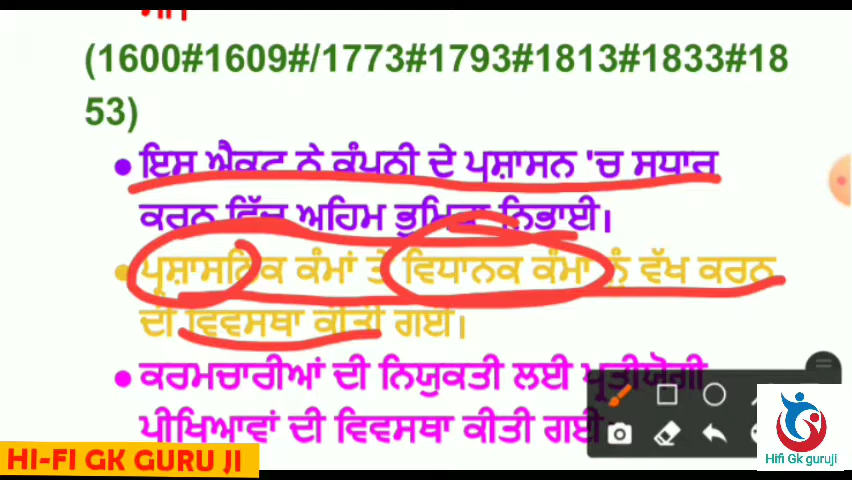 (1600#1609#/1773#1793#1813#1833#18
53)
• ਇਸ ਐਕਟ ਨੇ ਕੰਪਨੀ ਦੇ ਪ੍ਰਸ਼ਾਸਨ 'ਚ ਸੁਧਾਰ
ਕਰਨ ਵਿੱਚ ਅਹਿਮ ਭੂਮਿਕਾ ਨਿਭਾਈ।
• ਪ੍ਰਸ਼ਾਸਨਿਕ ਕੰਮਾਂ ਤੇ ਵਿਧਾਨਕ ਕੰਮਾਂ ਨੂੰ ਵੱਖ ਕਰਨ
ਦੀ ਵਿਵਸਥਾ ਕੀਤੀ ਗਈ।
• ਕਰਮਚਾਰੀਆਂ ਦੀ ਨਿਯੁਕਤੀ ਲਈ ਪ੍ਰਤੀਯੋਗੀ
ਪ੍ਰੀਖਿਆਵਾਂ ਦੀ ਵਿਵਸਥਾ ਕੀਤੀ ਗਈ
HI-FI GK GURU JI
Hifi Gk guruji